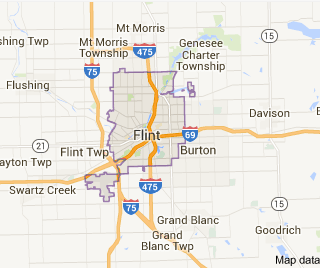 Mt Morris
475
Mt Morris
Township
Genesee
Charter
Township
15
shing Twp
75
Flushing
Davison
Flint
69
21
Flint Twp
Burton
ayton Twp
Swartz Creek
475
75
15
Grand Blanc
Grand
Blanc Twp
Goodrich
Map data